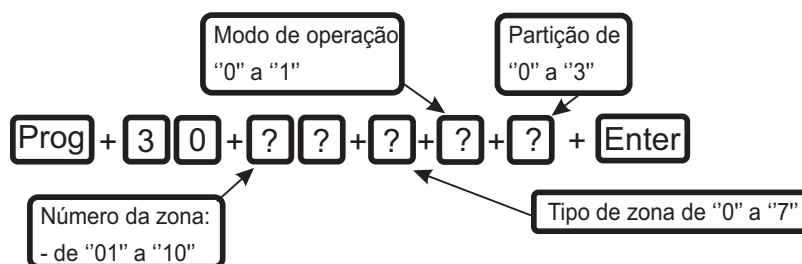 Modo de operação
‘’0’’ a ‘’1’’
Partição de
‘’0’’ a ‘’3’’
Prog + 3 0 + ? ? + ? + ? + ? + Enter
Número da zona:
- de ‘’01’’ a ‘’10’’
Tipo de zona de ‘’0’’ a ‘’7’’